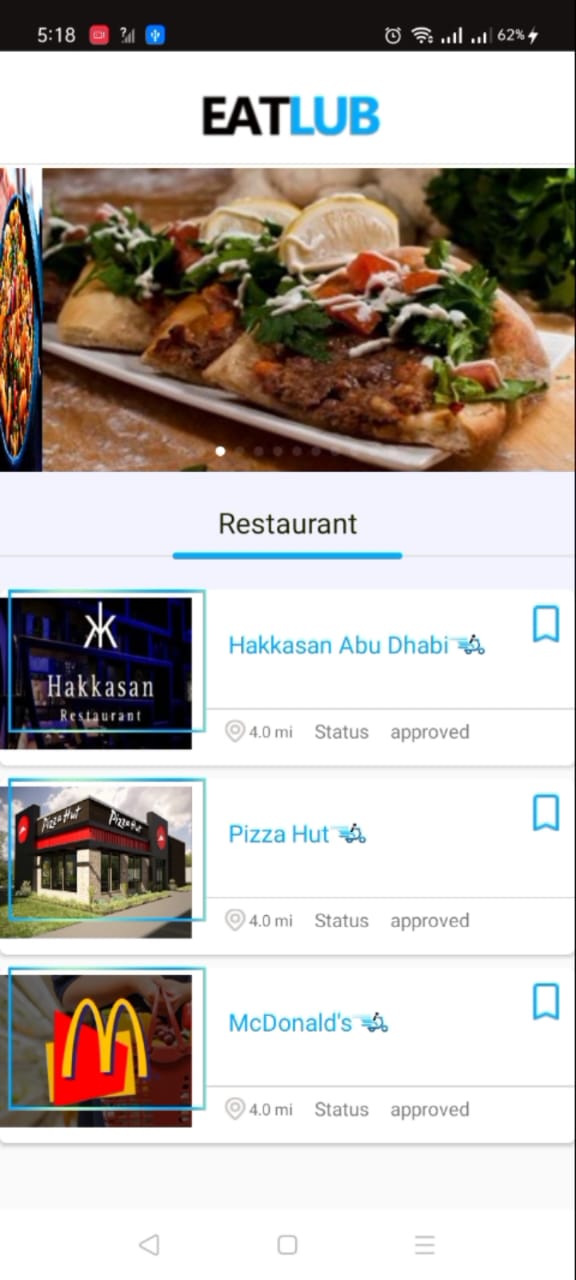 5:18
62%
EATLUB
Restaurant
Hakkasan
Restaurant
Hakkasan Abu Dhabi
4.0 mi Status approved
Pizza Hut Pizza Hut
Pizza Hut
4.0 mi Status approved
McDonald's
4.0 mi Status approved